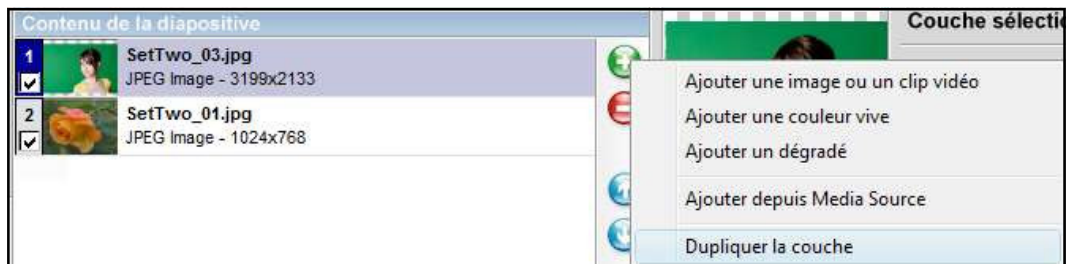 Contenu de la diapositive
1
SetTwo_03.jpg
JPEG Image - 3199x2133
2
SetTwo_01.jpg
JPEG Image - 1024x768
Couche
Ajouter une image ou un clip vidéo
Ajouter une couleur vive
Ajouter un dégradé
Ajouter depuis Media Source
Dupliquer la couche